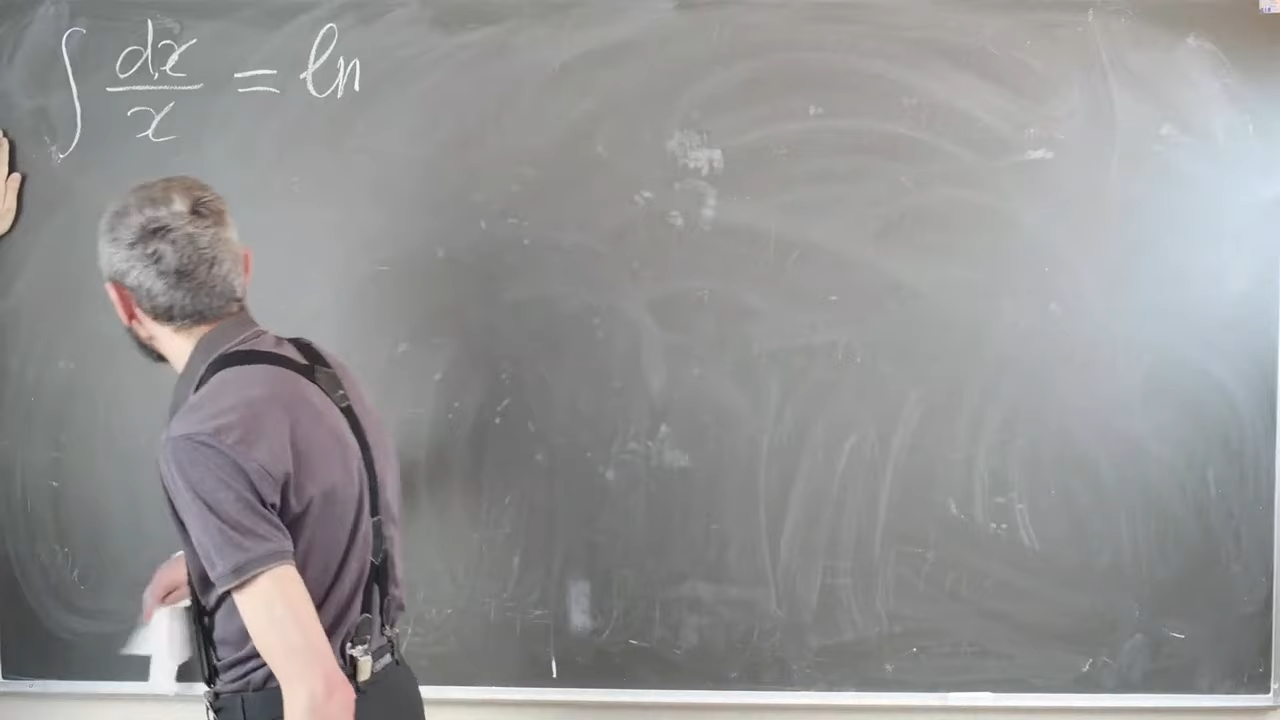 ∫ dx/x = ln